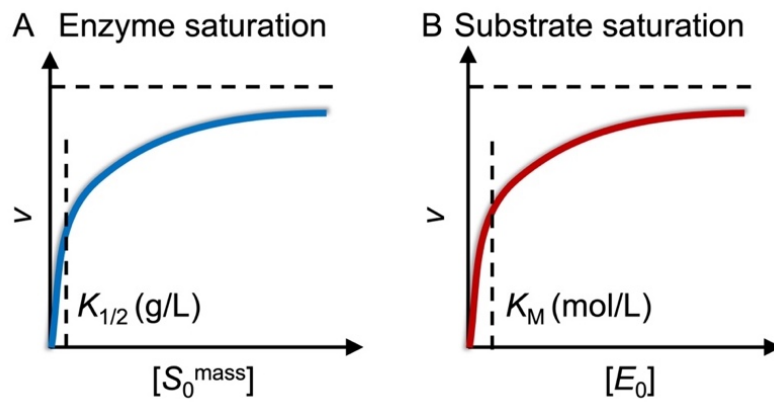 A Enzyme saturation
v
K1/2 (g/L)
[S0mass]
B Substrate saturation
v
KM (mol/L)
[E0]